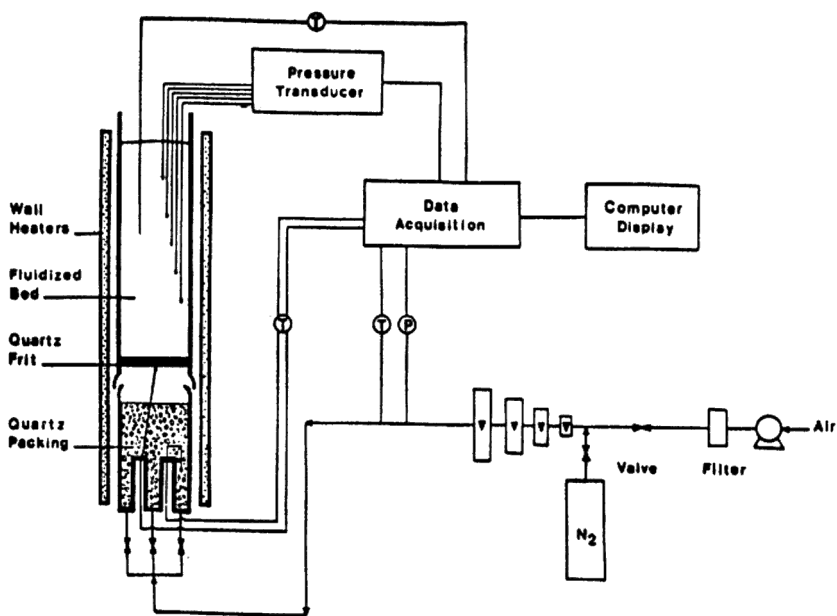 T
Pressure
Transducer
Wall
Heaters
Data
Acquisition
Computer
Display
Fluidized
Bed
T
T
P
Quartz
Frit
Quartz
Packing
Air
Valve
Filter
N2